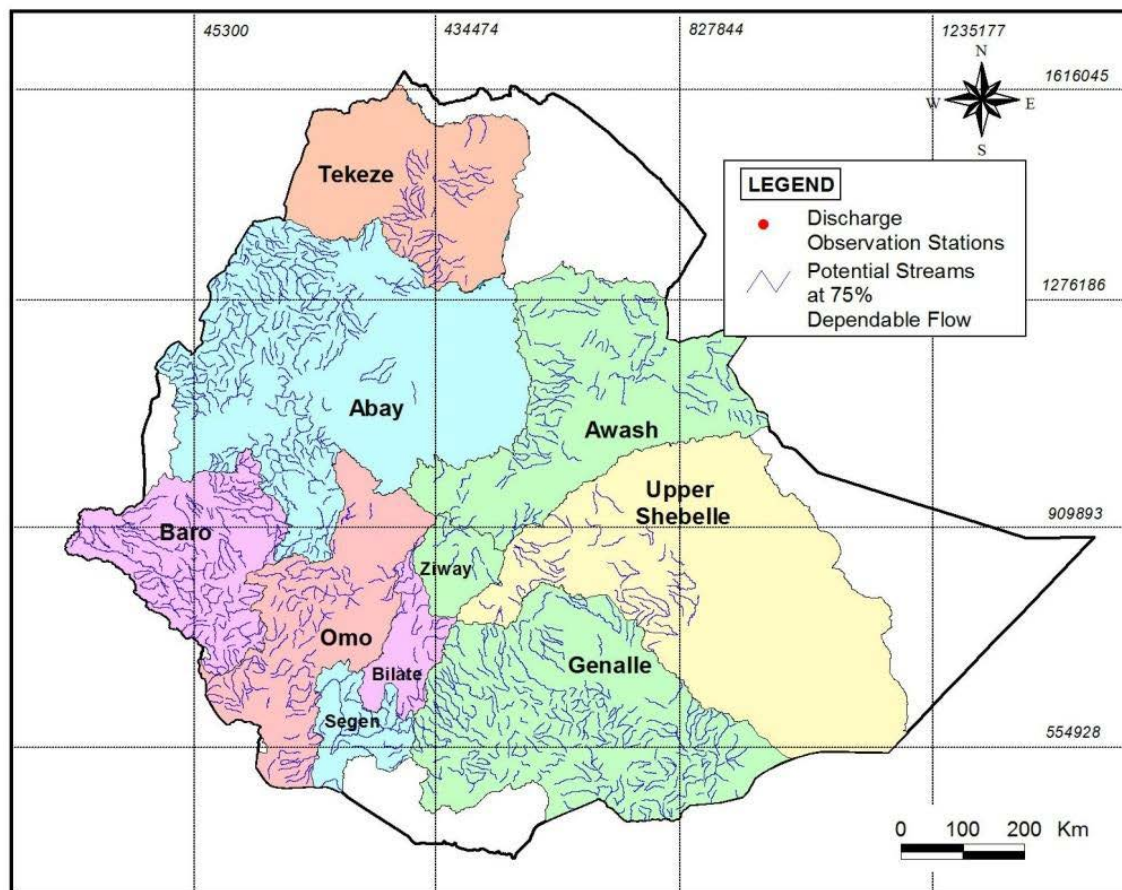 45300
434474
827844
1235177
N
W
E
S
1616045
Tekeze
LEGEND
Discharge
Observation Stations
Potential Streams
at 75%
Dependable Flow
1276186
Abay
Awash
Upper
Shebelle
909893
Baro
Ziway
Omo
Genalle
Bilate
Segen
554928
0 100 200 Km